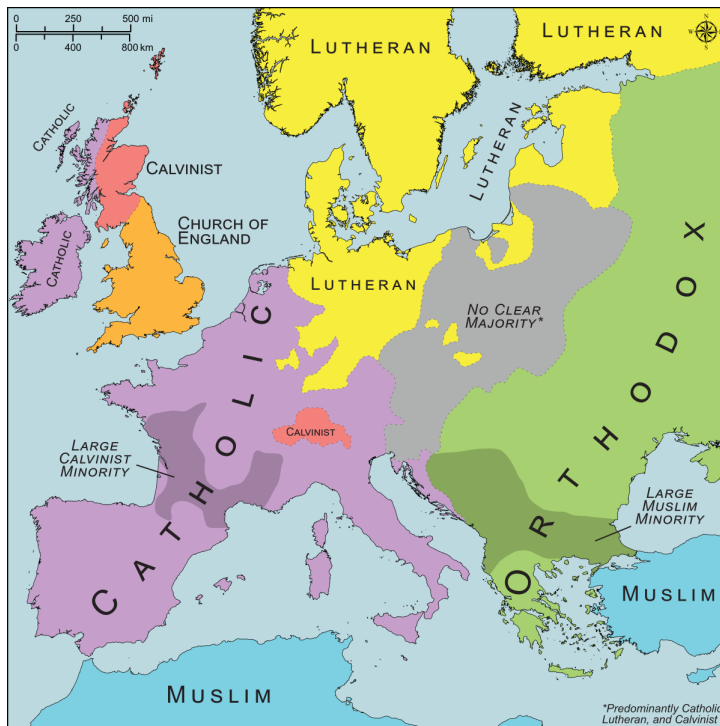 0 250 500 mi
0 400 800 km
N
W
S
LUTHERAN
LUTHERAN
CATHOLIC
LUTHERAN
CALVINIST
CHURCH OF
ENGLAND
CATHOLIC
LUTHERAN
NO CLEAR
MAJORITY*
CATHOLIC
ORTHODOX
CALVINIST
LARGE
CALVINIST
MINORITY
LARGE
MUSLIM
MINORITY
MUSLIM
MUSLIM
*Predominantly Catholic
Lutheran, and Calvinist